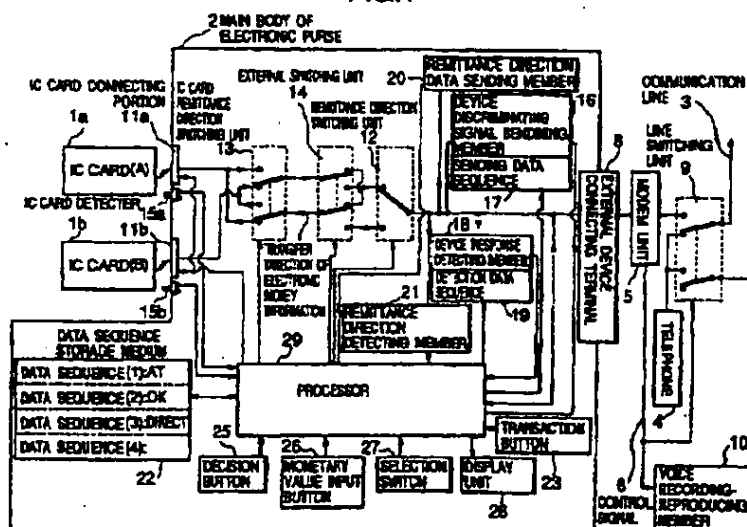 2 MAIN BODY OF
ELECTRONIC PURSE
IC CARD CONNECTING
PORTION
1a
11a
IC CARD
REMITTANCE
DIRECTION
SWITCHING UNIT
EXTERNAL SWITCHING UNIT
14
REMITTANCE DIRECTION
SWITCHING UNIT
12
13
20
REMITTANCE DIRECTION
DATA SENDING MEMBER
16
DEVICE
DISCRIMINATING
SIGNAL SENDING
MEMBER
SENDING DATA
SEQUENCE
17
COMMUNICATION
LINE
3
LINE SWITCHING
UNIT
9
8
EXTERNAL DEVICE
CONNECTING TERMINAL
MODEM UNIT
5
IC CARD(A)
IC CARD DETECTER
15a
1b
11b
IC CARD(B)
15b
TRANSFER
DIRECTION OF
ELECTRONIC
MONEY
INFORMATION
18
DEVICE RESPONSE
DETECTING MEMBER
DETECTION DATA
SEQUENCE
19
21
REMITTANCE
DIRECTION
DETECTING MEMBER
TELEPHONE
4
DATA SEQUENCE
STORAGE MEDIUM
29
PROCESSOR
DATA SEQUENCE (1):AT
DATA SEQUENCE (2):OK
DATA SEQUENCE (3):DIRECT
DATA SEQUENCE (4):
22
25
DECISION
BUTTON
26
MONETARY
VALUE INPUT
BUTTON
27
SELECTION
SWITCH
DISPLAY
UNIT
28
TRANSACTION
BUTTON
23
CONTROL
SIGNAL
6
10
VOICE
RECORDING-
REPRODUCING
MEMBER